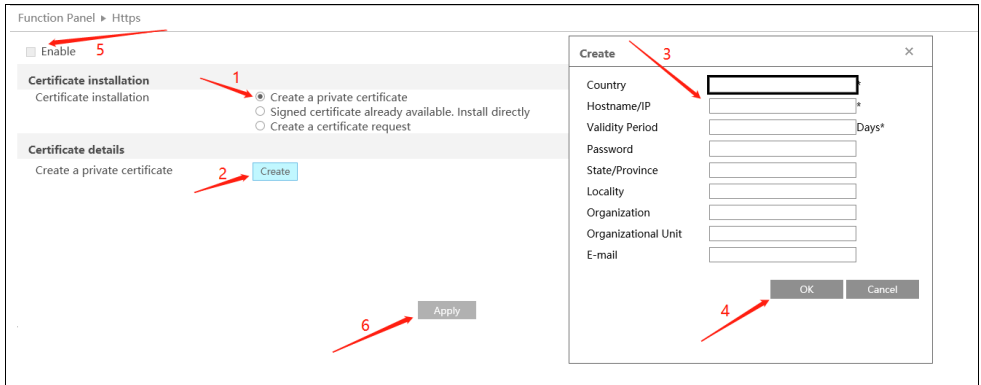 Function Panel ▸ Https
Enable 5
Certificate installation
Certificate installation
1
Create a private certificate
Signed certificate already available. Install directly
Create a certificate request
Certificate details
Create a private certificate 2 Create
6 Apply
Create 3 ×
Country *
Hostname/IP *
Validity Period Days*
Password
State/Province
Locality
Organization
Organizational Unit
E-mail
OK Cancel
4